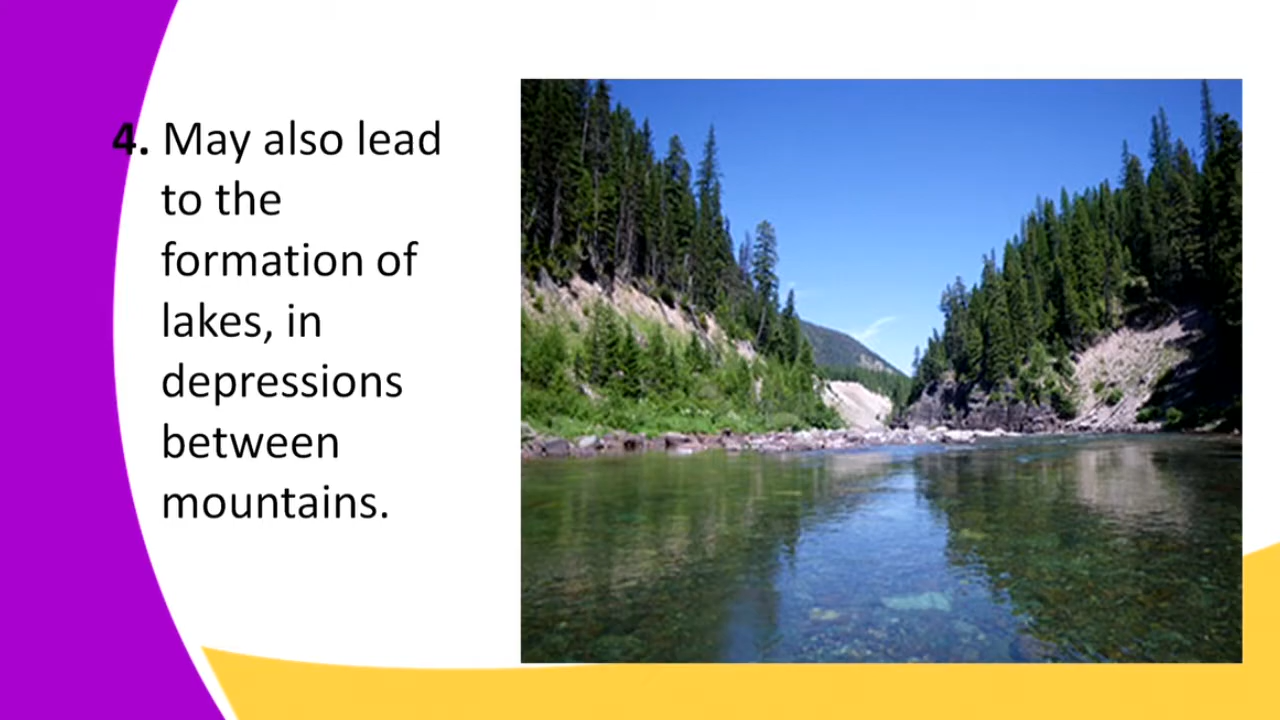 4. May also lead
to the
formation of
lakes, in
depressions
between
mountains.